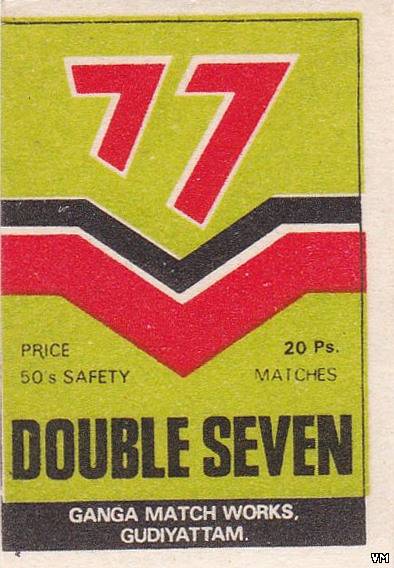 77
PRICE 20 Ps.
50's SAFETY MATCHES
DOUBLE SEVEN
GANGA MATCH WORKS,
GUDIYATTAM.
VM